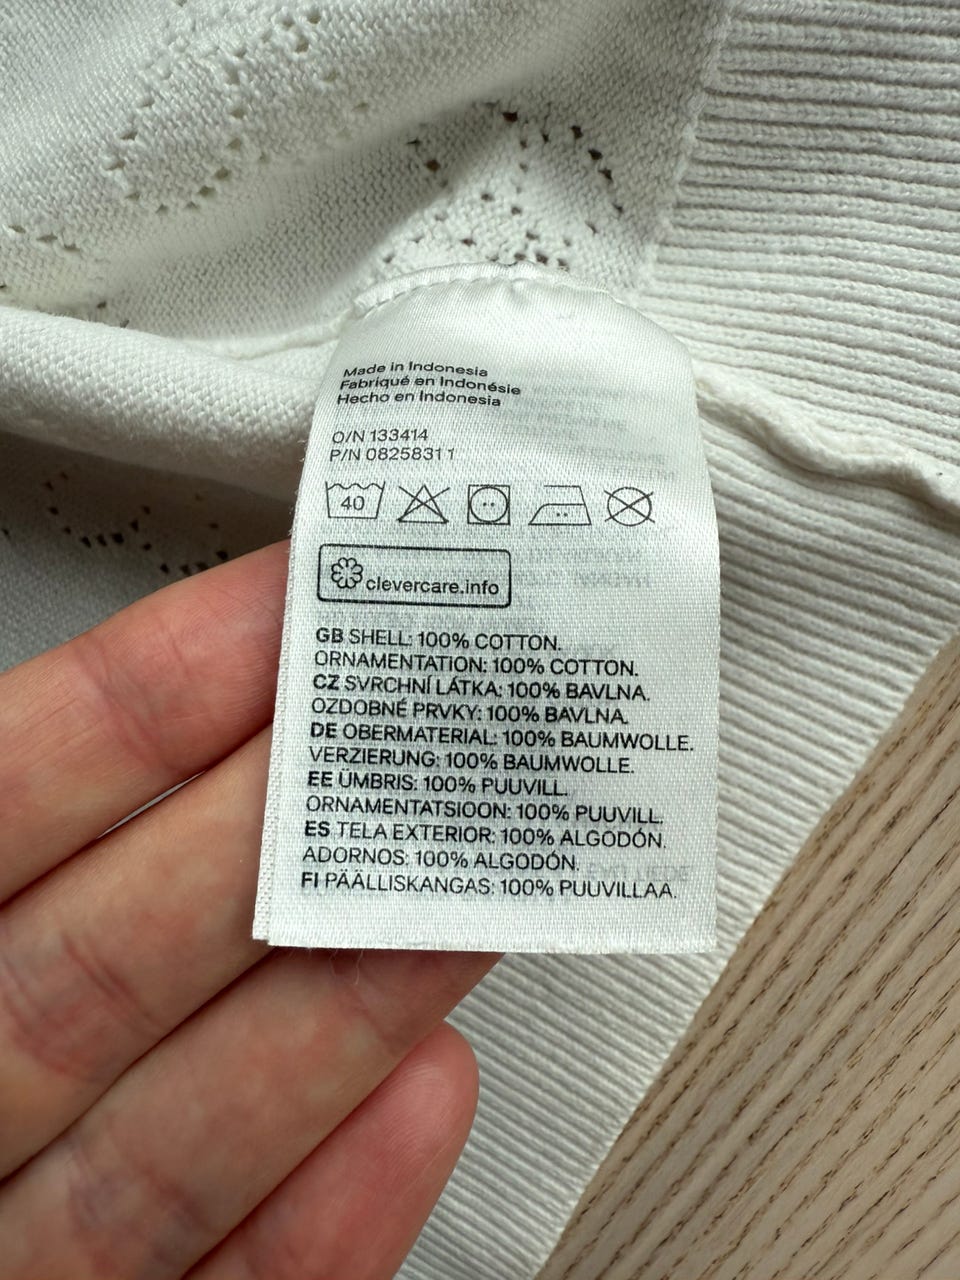 Made in Indonesia
Fabriqué en Indonésie
Hecho en Indonesia
O/N 133414
P/N 0825831 1
40
clevercare.info
GB SHELL: 100% COTTON.
ORNAMENTATION: 100% COTTON.
CZ SVRCHNÍ LÁTKA: 100% BAVLNA.
OZDOBNÉ PRVKY: 100% BAVLNA.
DE OBERMATERIAL: 100% BAUMWOLLE.
VERZIERUNG: 100% BAUMWOLLE.
EE ÜMBRIS: 100% PUUVILL.
ORNAMENTATSIOON: 100% PUUVILL.
ES TELA EXTERIOR: 100% ALGODÓN.
ADORNOS: 100% ALGODÓN.
FI PÄÄLLISKANGAS: 100% PUUVILLAA.